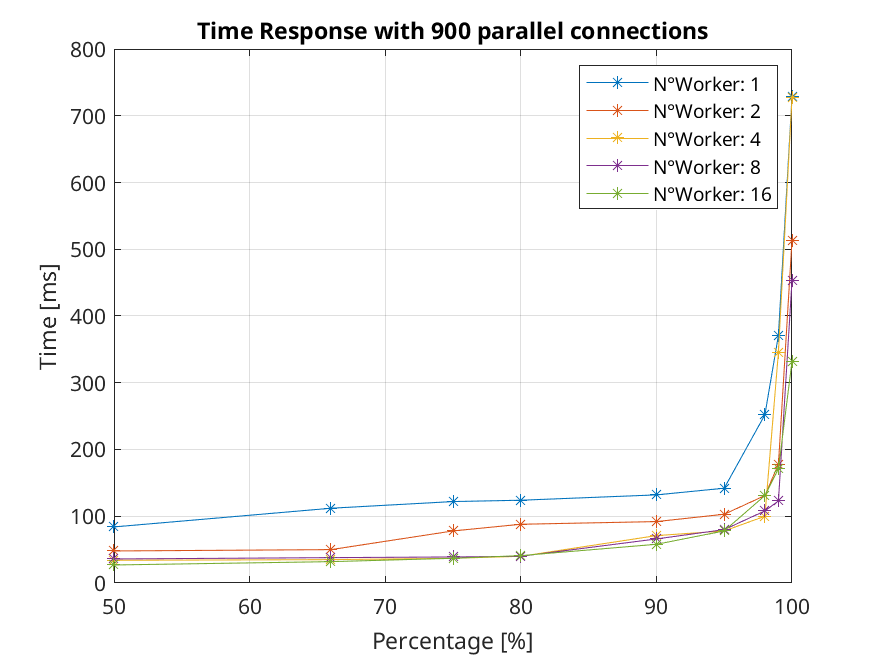 Time Response with 900 parallel connections
800
700
600
500
400
300
200
100
0
Time [ms]
N°Worker: 1
N°Worker: 2
N°Worker: 4
N°Worker: 8
N°Worker: 16
50
60
70
80
90
100
Percentage [%]